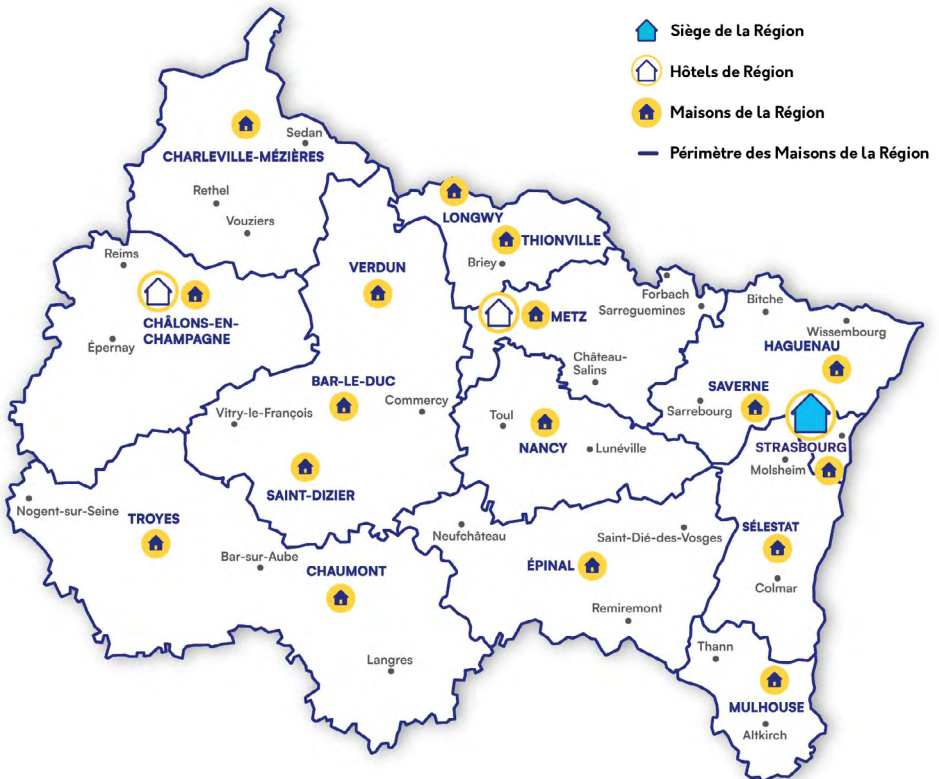 Siège de la Région
Hôtels de Région
Maisons de la Région
Périmètre des Maisons de la Région
Sedan
CHARLEVILLE-MÉZIÈRES
Rethel
Vouziers
LONGWY
THIONVILLE
Briey
Reims
VERDUN
Forbach
Sarreguemines
Bitche
CHÂLONS-EN-
CHAMPAGNE
METZ
Wissembourg
HAGUENAU
Épernay
Château-
Salins
BAR-LE-DUC
SAVERNE
Commercy
Sarrebourg
Vitry-le-François
Toul
NANCY
Lunéville
STRASBOURG
Molsheim
SAINT-DIZIER
Nogent-sur-Seine
TROYES
Neufchâteau
Saint-Dié-des-Vosges
SÉLESTAT
Bar-sur-Aube
CHAUMONT
ÉPINAL
Colmar
Remiremont
Thann
Langres
MULHOUSE
Altkirch